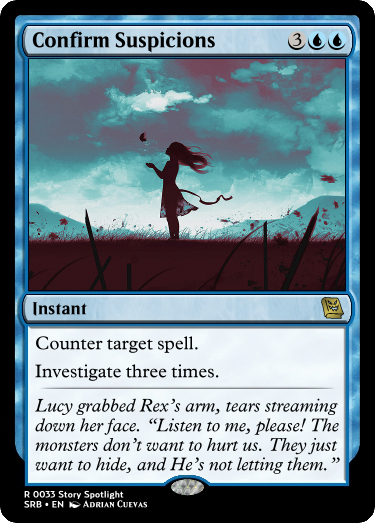 Confirm Suspicions 3
Instant
Counter target spell.
Investigate three times.
Lucy grabbed Rex's arm, tears streaming
down her face. “Listen to me, please! The
monsters don't want to hurt us. They just
want to hide, and He's not letting them.”
R 0033 Story Spotlight
SRB • EN Adrian Cuevas